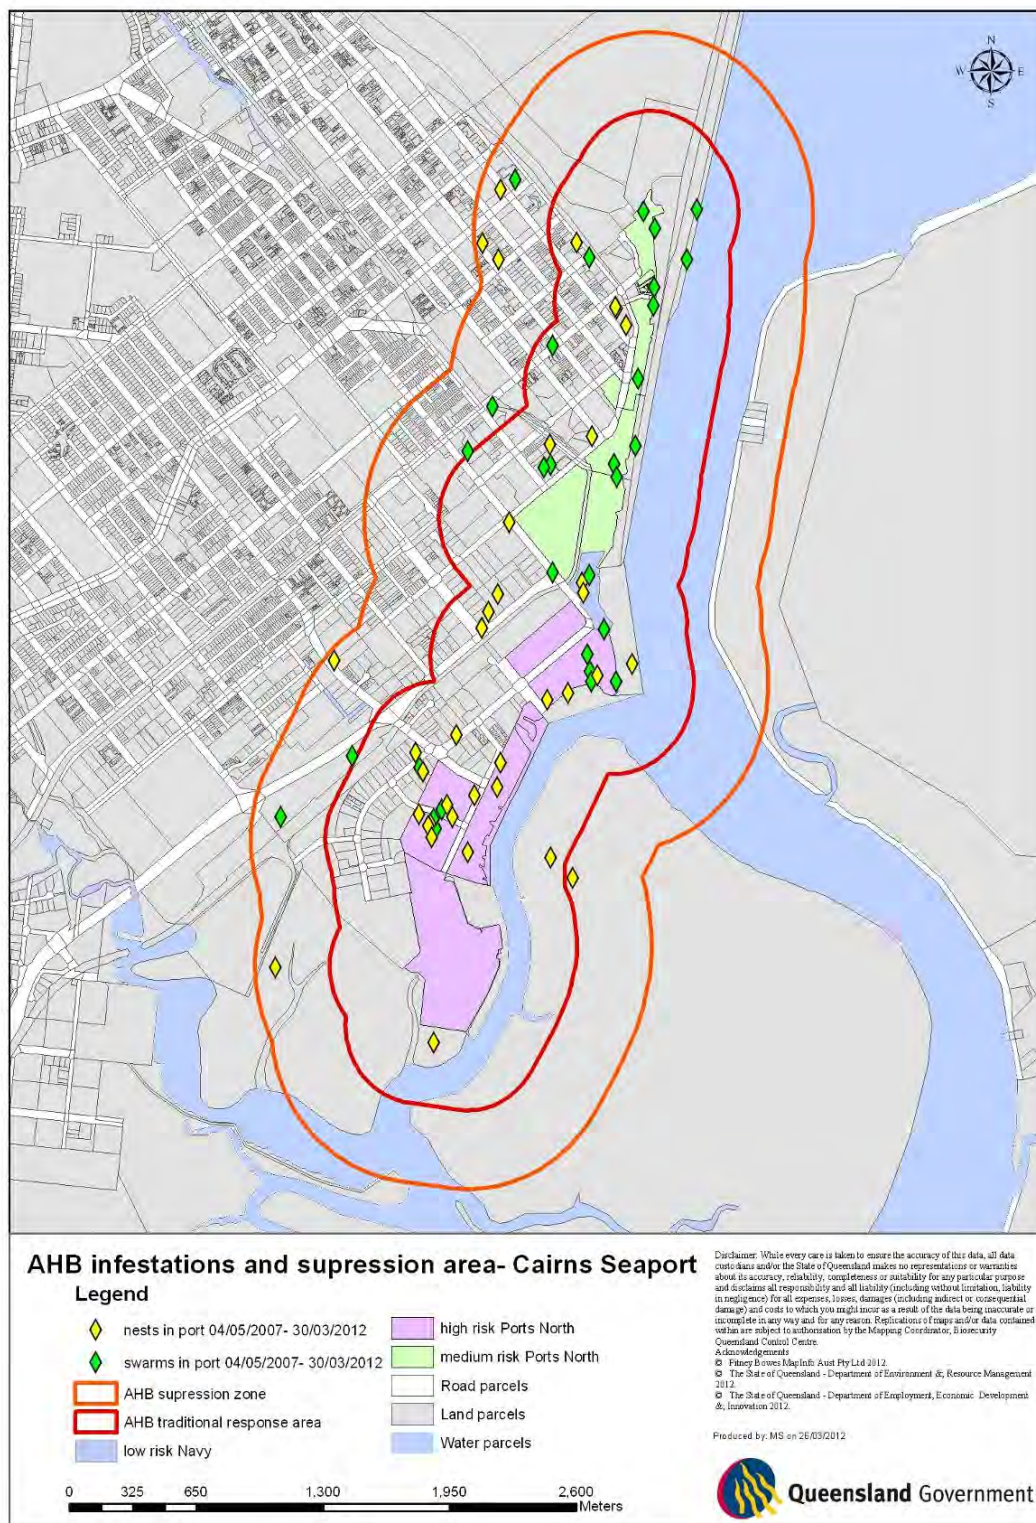 N
W E
S
AHB infestations and supression area- Cairns Seaport
Legend
nests in port 04/05/2007- 30/03/2012
swarms in port 04/05/2007- 30/03/2012
AHB supression zone
AHB traditional response area
low risk Navy
high risk Ports North
medium risk Ports North
Road parcels
Land parcels
Water parcels
0 325 650 1,300 1,950 2,600
Meters
Disclaimer: While every care is taken to ensure the accuracy of this data, all data
custodians and/or the State of Queensland makes no representations or warranties
about its accuracy, reliability, completeness or suitability for any particular purpose
and disclaims all responsibility and all liability (including without limitation, liability
in negligence) for all expenses, losses, damages (including indirect or consequential
damage) and costs to which you might incur as a result of the data being inaccurate or
incomplete in any way and for any reason. Replications of maps and/or data contained
within are subject to authorisation by the Mapping Coordinator, Biosecurity
Queensland Control Centre.
Acknowledgements
© Pitney Bowes MapInfo Aust Pty Ltd 2012.
© The State of Queensland - Department of Environment &, Resource Management
2012.
© The State of Queensland - Department of Employment, Economic Development
&, Innovation 2012.
Produced by: MS on 26/03/2012
Queensland Government